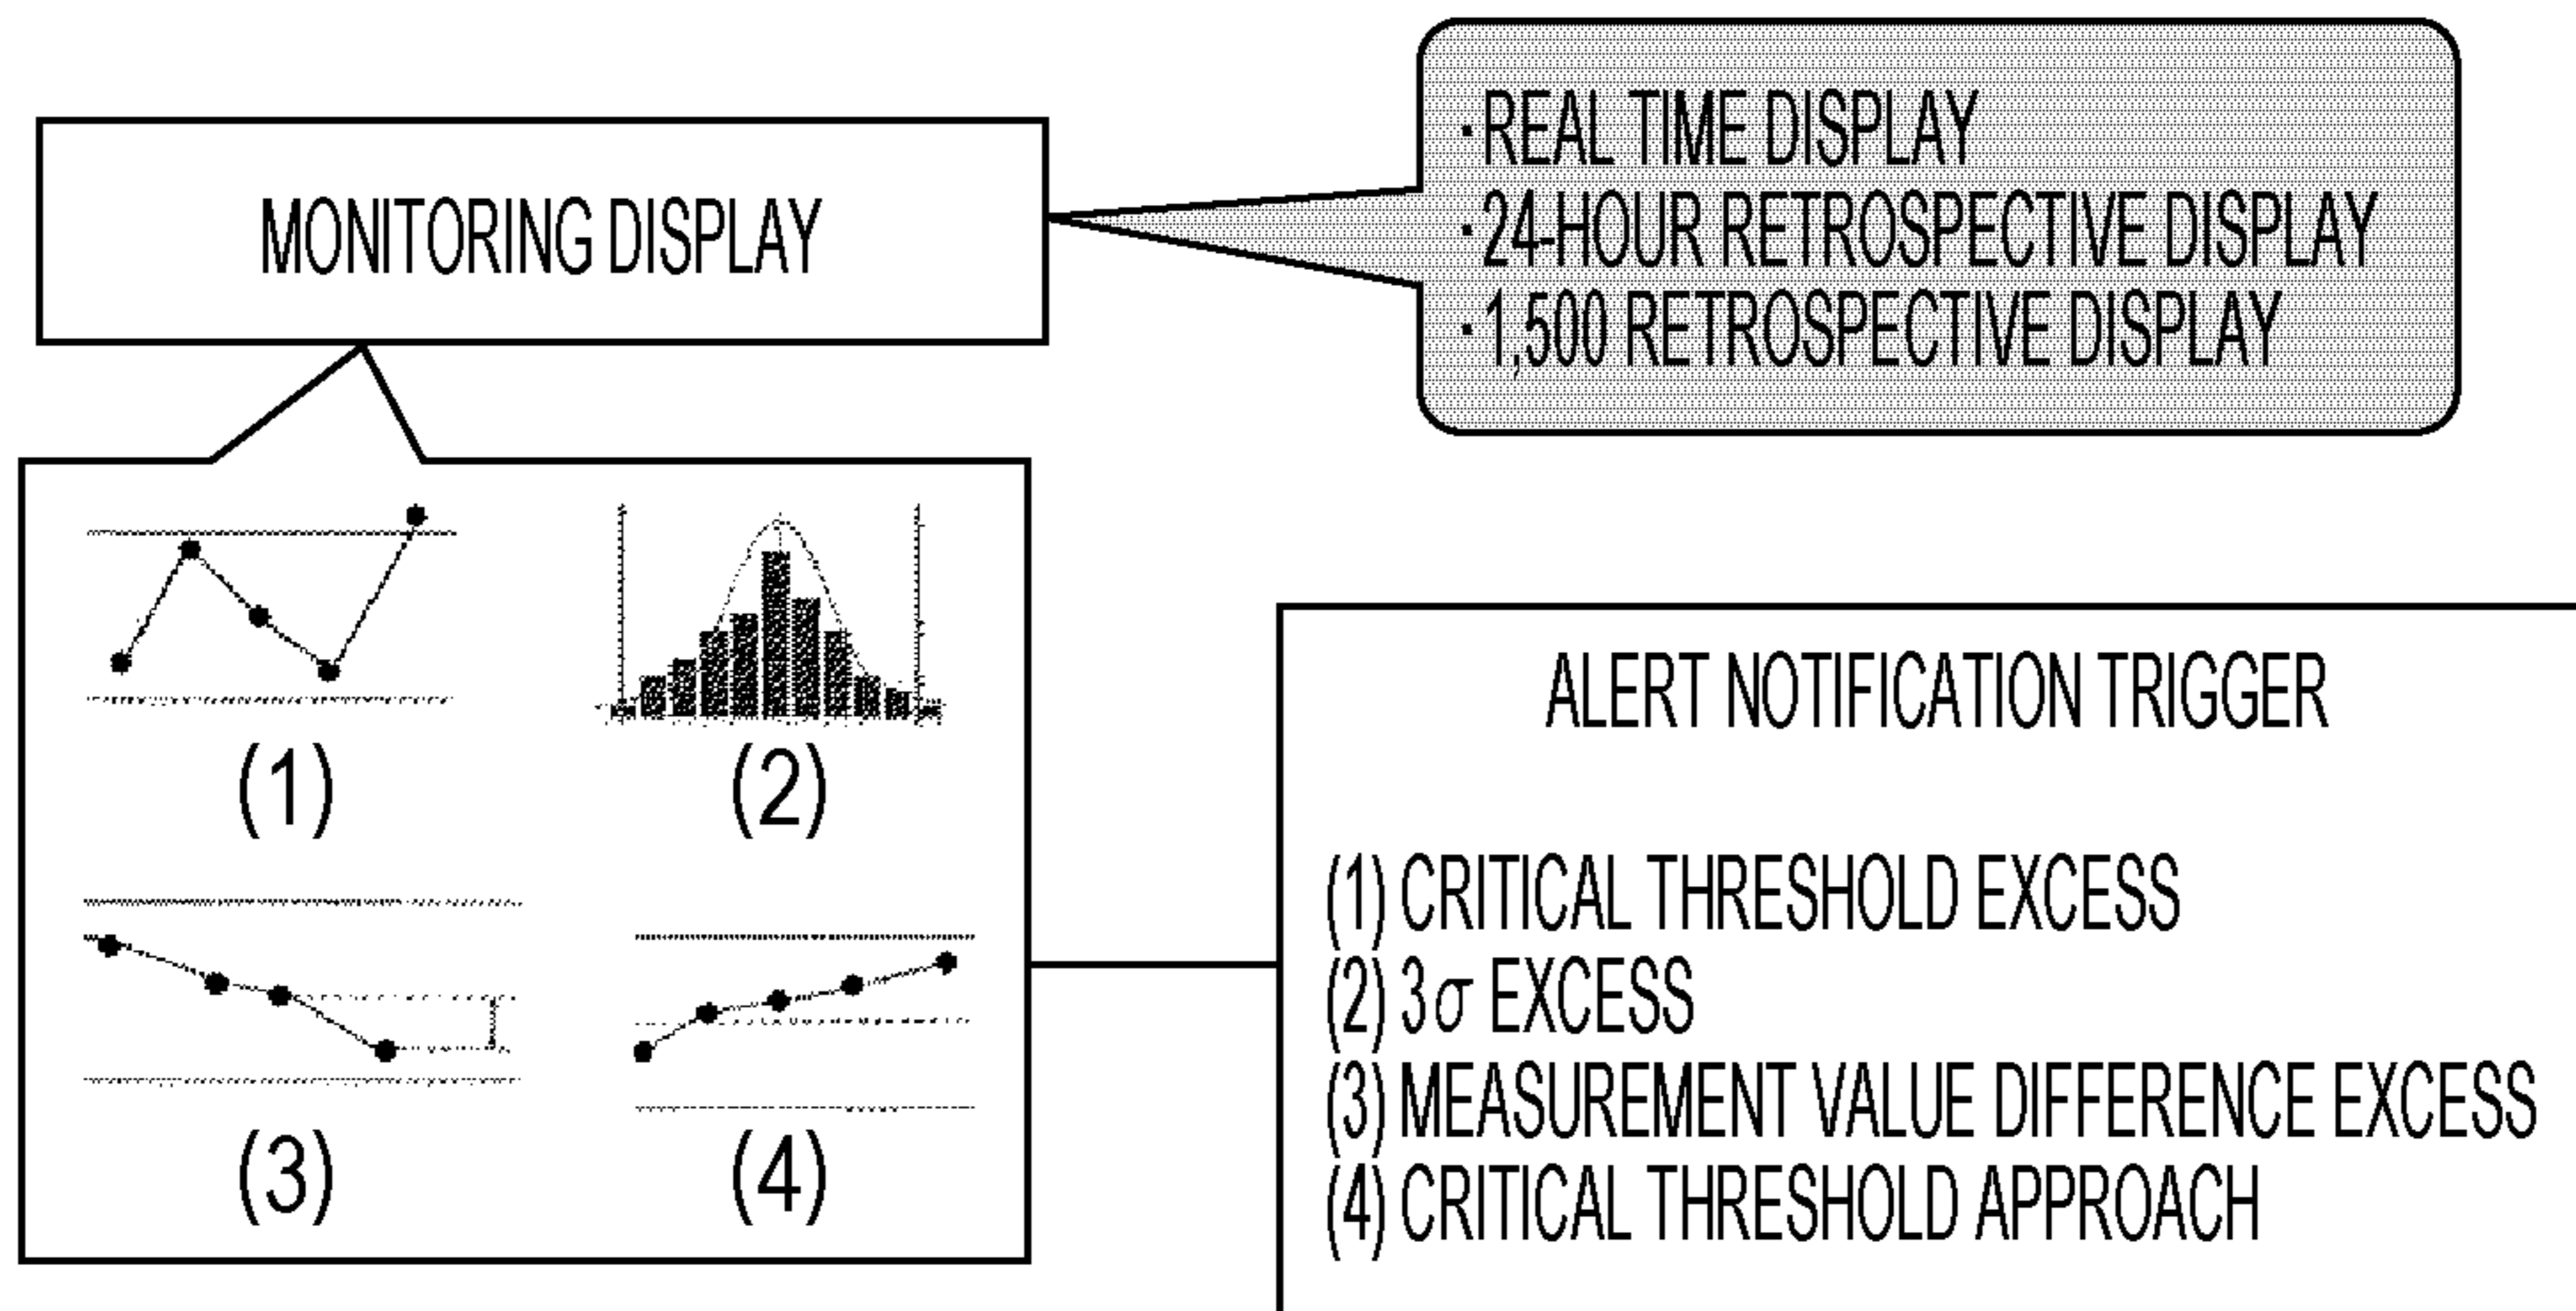 MONITORING DISPLAY
·REAL TIME DISPLAY
·24-HOUR RETROSPECTIVE DISPLAY
·1,500 RETROSPECTIVE DISPLAY
(1)
(2)
(3)
(4)
ALERT NOTIFICATION TRIGGER
(1) CRITICAL THRESHOLD EXCESS
(2) 3σ EXCESS
(3) MEASUREMENT VALUE DIFFERENCE EXCESS
(4) CRITICAL THRESHOLD APPROACH